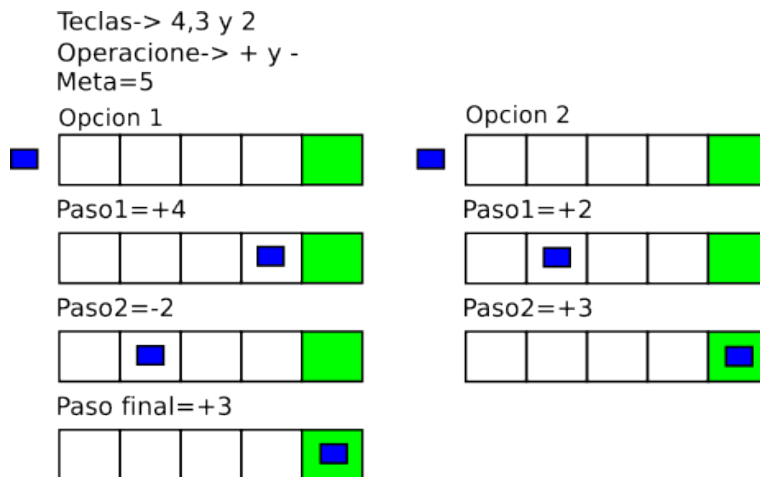 Teclas-> 4,3 y 2
Operacione-> + y -
Meta=5
Opcion 1
Paso1=+4
Paso2=-2
Paso final=+3
Opcion 2
Paso1=+2
Paso2=+3